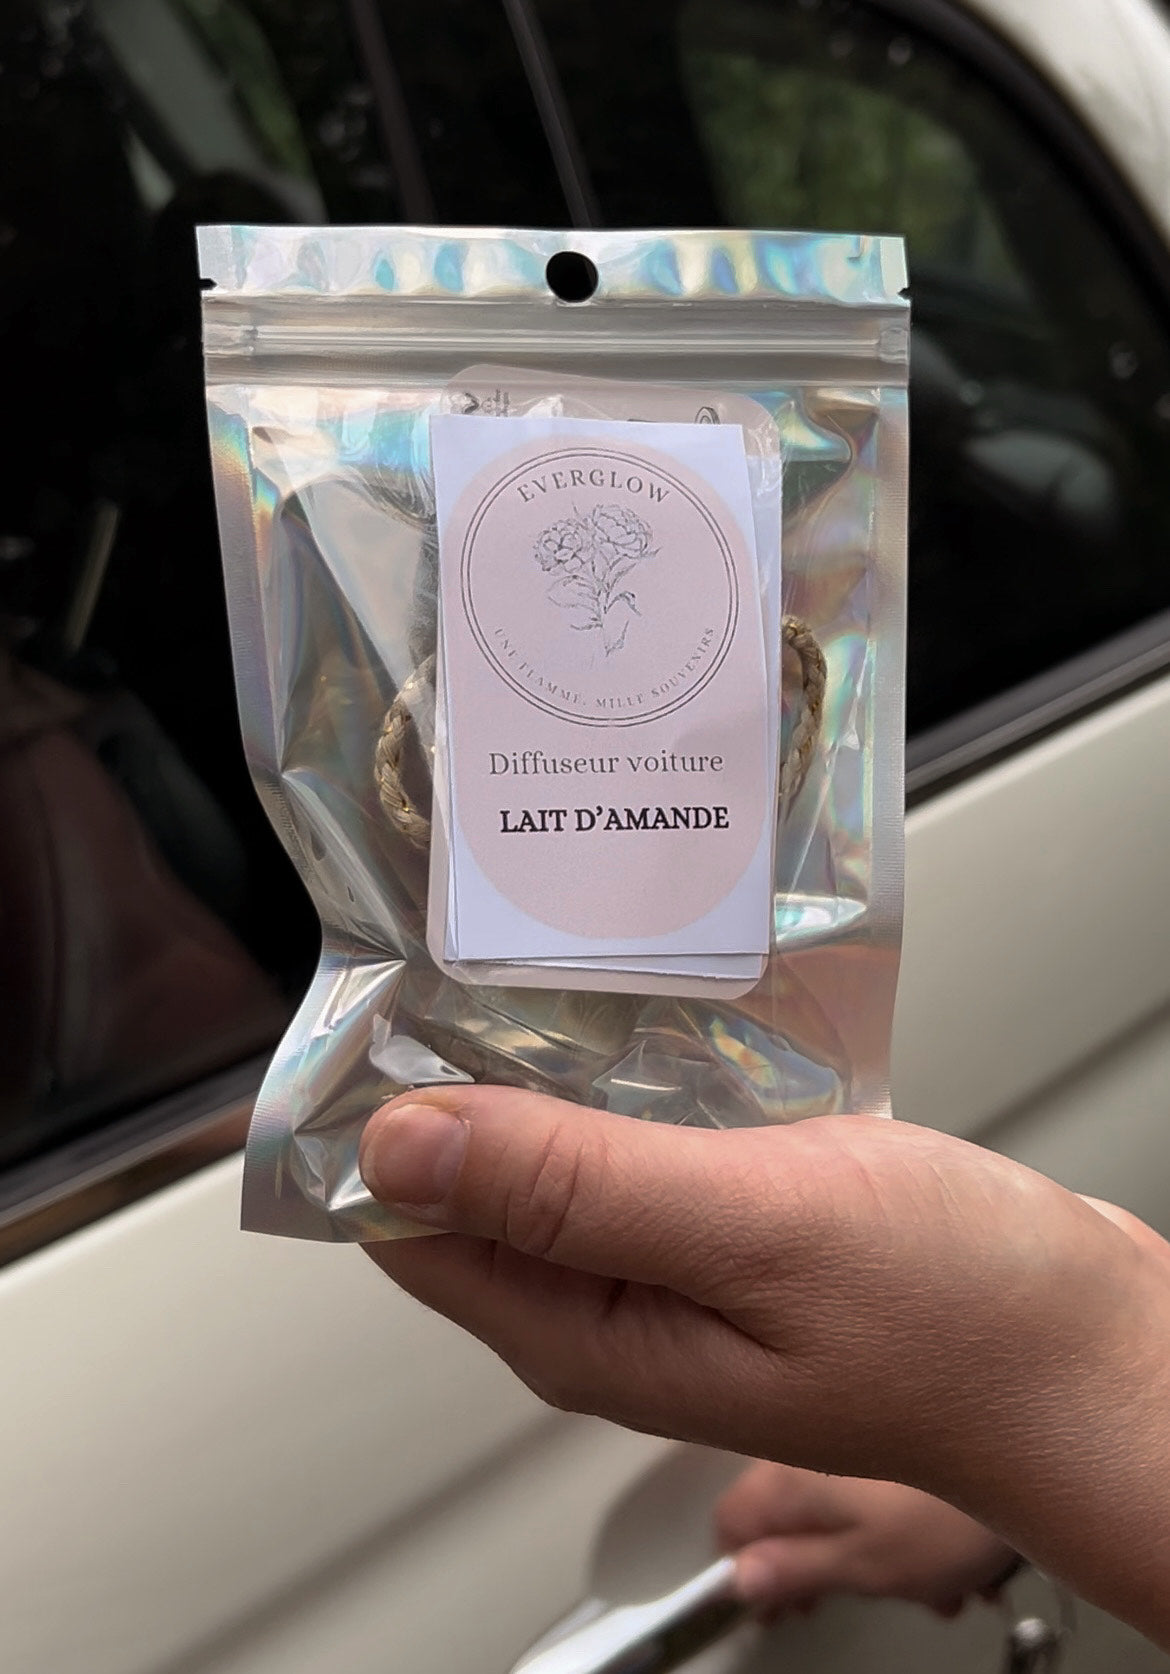 EVERGLOW
UNE FLAMME, MILLE SOUVENIRS
Diffuseur voiture
LAIT D'AMANDE